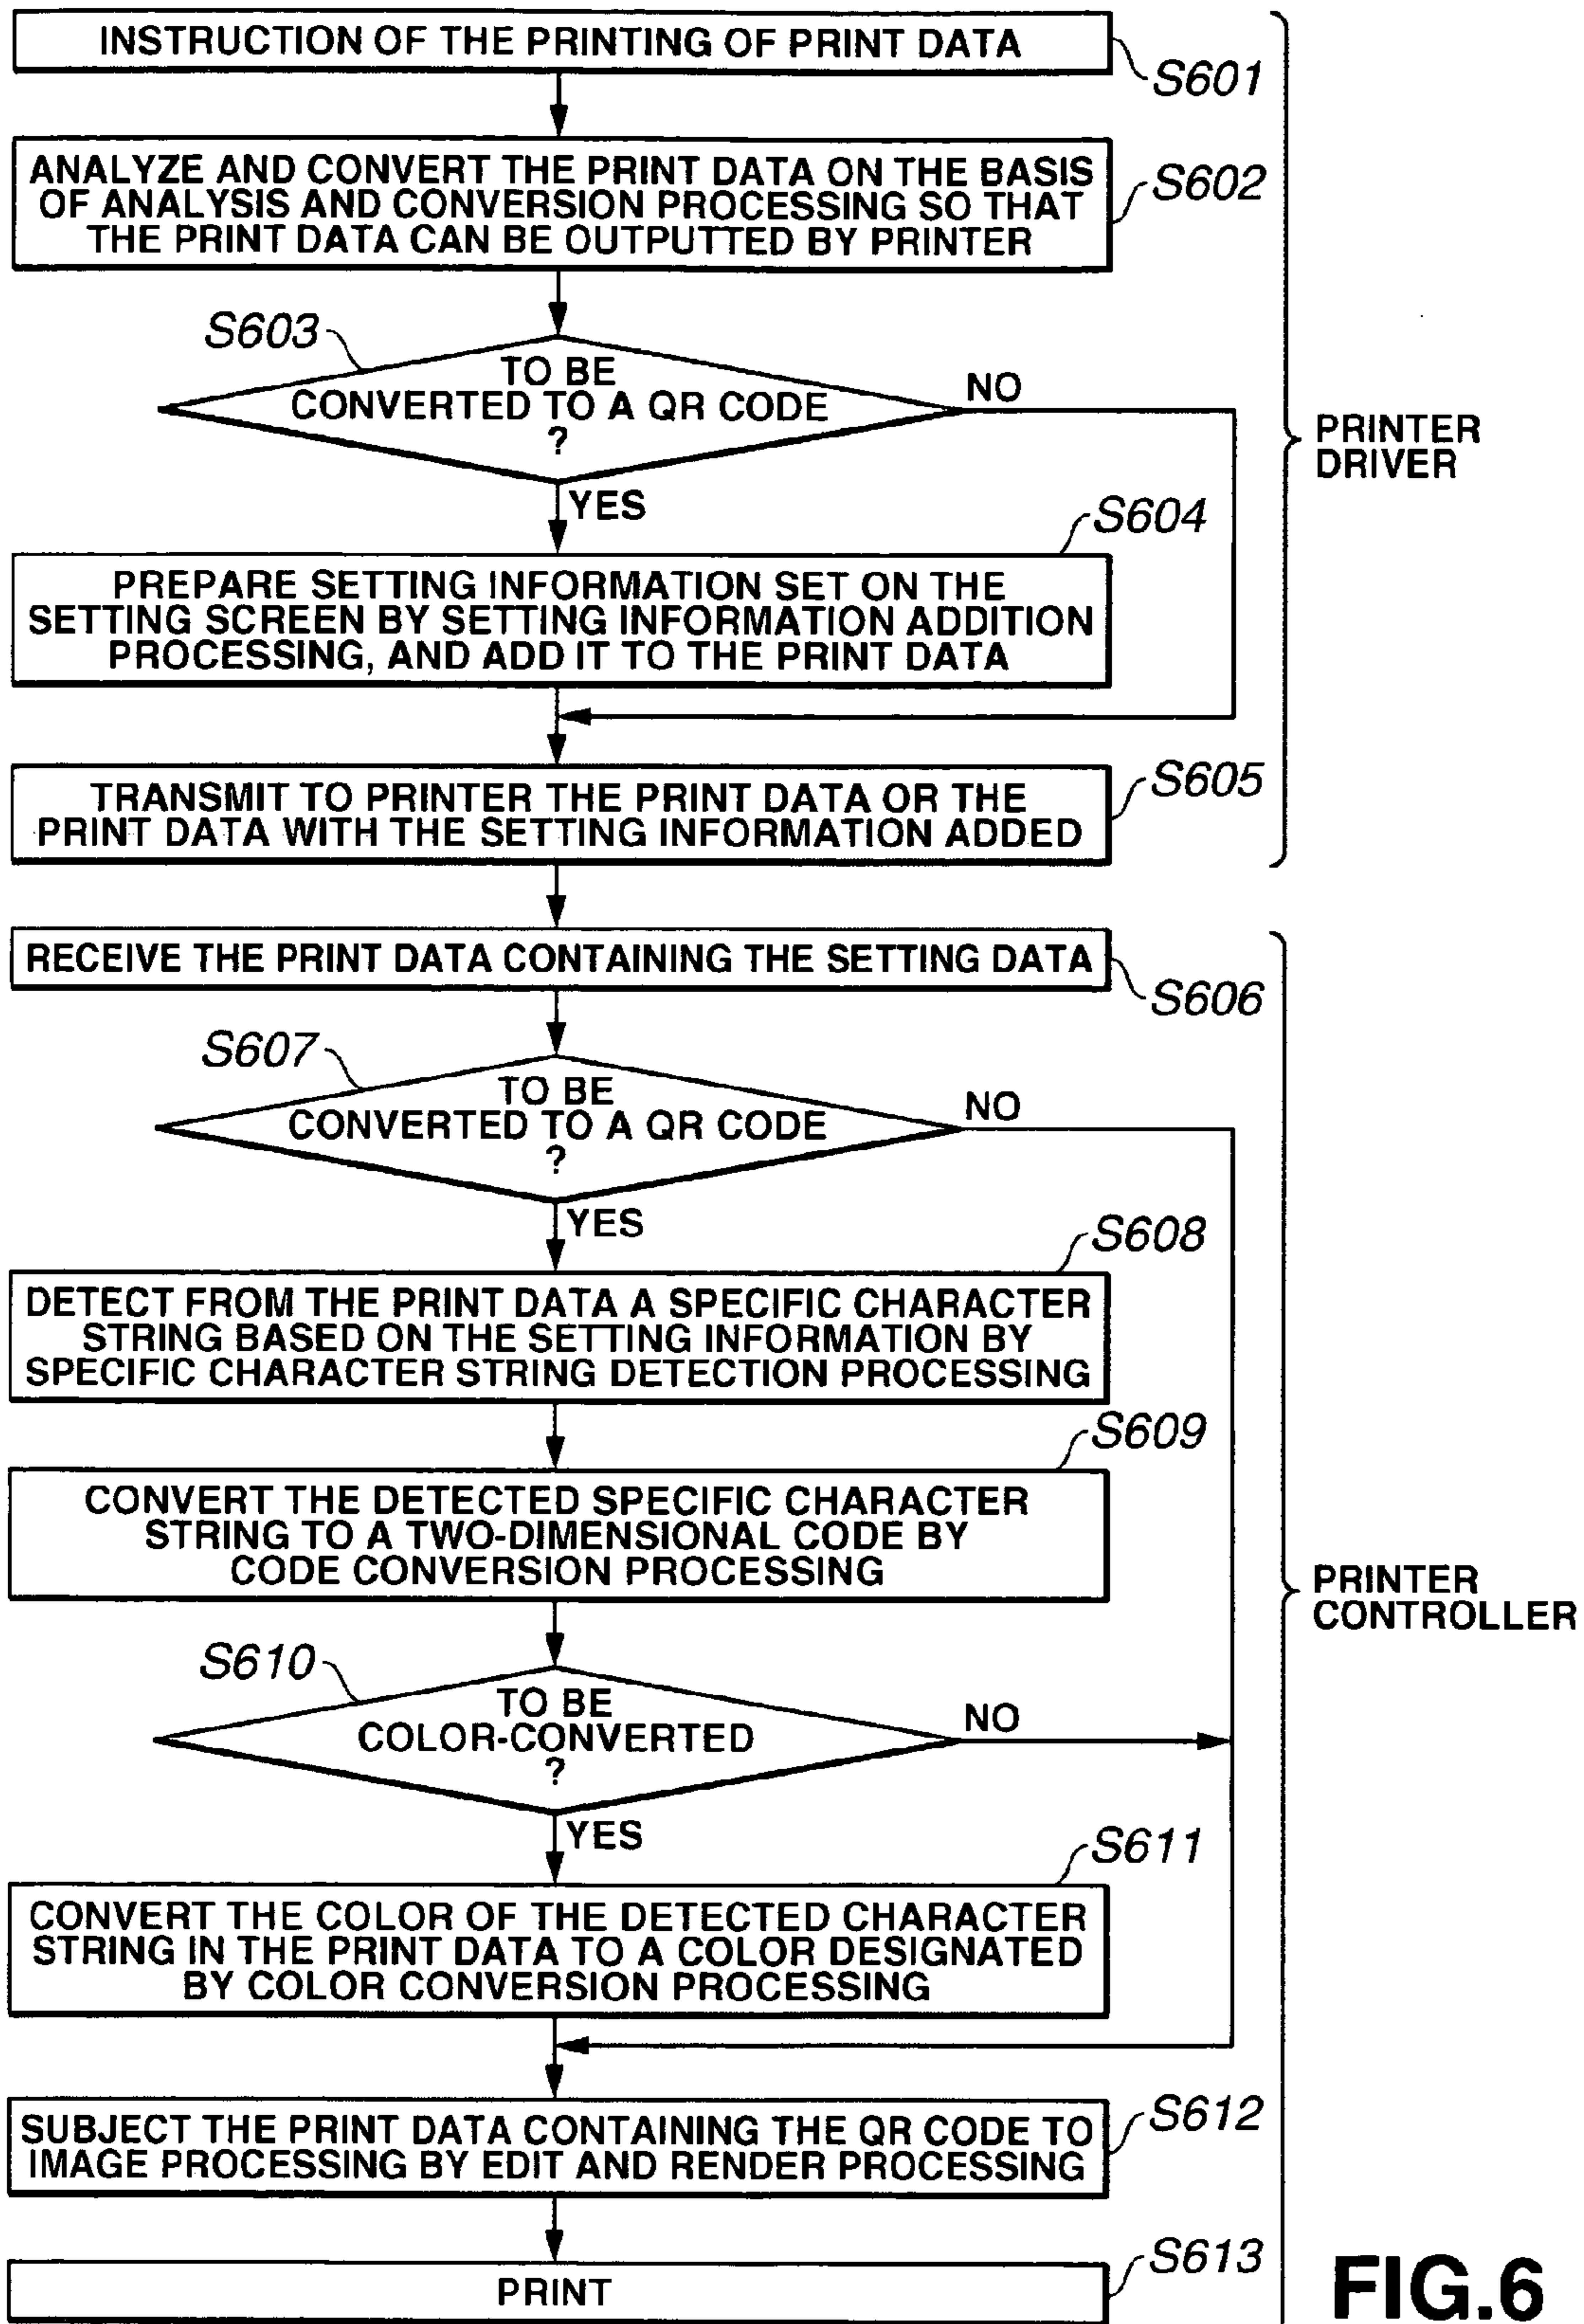 INSTRUCTION OF THE PRINTING OF PRINT DATA
S601
ANALYZE AND CONVERT THE PRINT DATA ON THE BASIS
OF ANALYSIS AND CONVERSION PROCESSING SO THAT
THE PRINT DATA CAN BE OUTPUTTED BY PRINTER
S602
S603
TO BE
CONVERTED TO A QR CODE
?
NO
YES
PRINTER
DRIVER
S604
PREPARE SETTING INFORMATION SET ON THE
SETTING SCREEN BY SETTING INFORMATION ADDITION
PROCESSING, AND ADD IT TO THE PRINT DATA
S605
TRANSMIT TO PRINTER THE PRINT DATA OR THE
PRINT DATA WITH THE SETTING INFORMATION ADDED
RECEIVE THE PRINT DATA CONTAINING THE SETTING DATA
S606
S607
TO BE
CONVERTED TO A QR CODE
?
NO
YES
S608
DETECT FROM THE PRINT DATA A SPECIFIC CHARACTER
STRING BASED ON THE SETTING INFORMATION BY
SPECIFIC CHARACTER STRING DETECTION PROCESSING
S609
CONVERT THE DETECTED SPECIFIC CHARACTER
STRING TO A TWO-DIMENSIONAL CODE BY
CODE CONVERSION PROCESSING
PRINTER
CONTROLLER
S610
TO BE
COLOR-CONVERTED
?
NO
YES
S611
CONVERT THE COLOR OF THE DETECTED CHARACTER
STRING IN THE PRINT DATA TO A COLOR DESIGNATED
BY COLOR CONVERSION PROCESSING
S612
SUBJECT THE PRINT DATA CONTAINING THE QR CODE TO
IMAGE PROCESSING BY EDIT AND RENDER PROCESSING
S613
PRINT
FIG.6